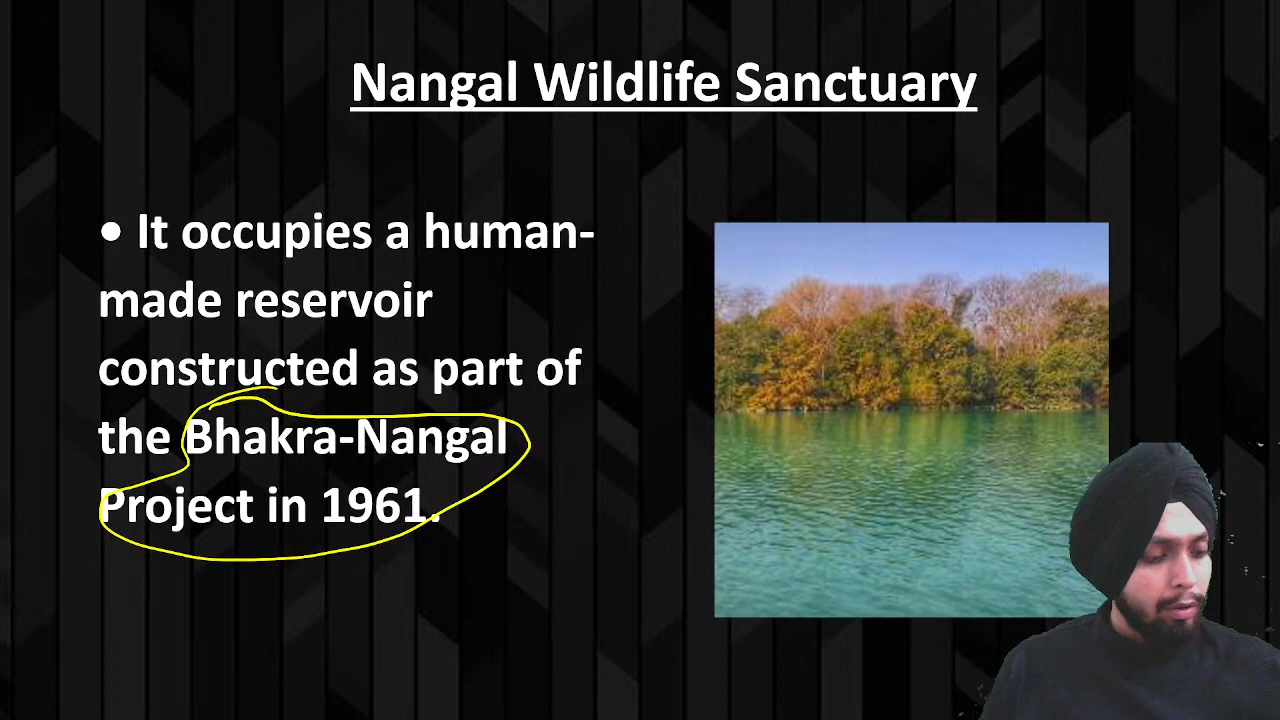 Nangal Wildlife Sanctuary
• It occupies a human-
made reservoir
constructed as part of
the Bhakra-Nangal
Project in 1961.